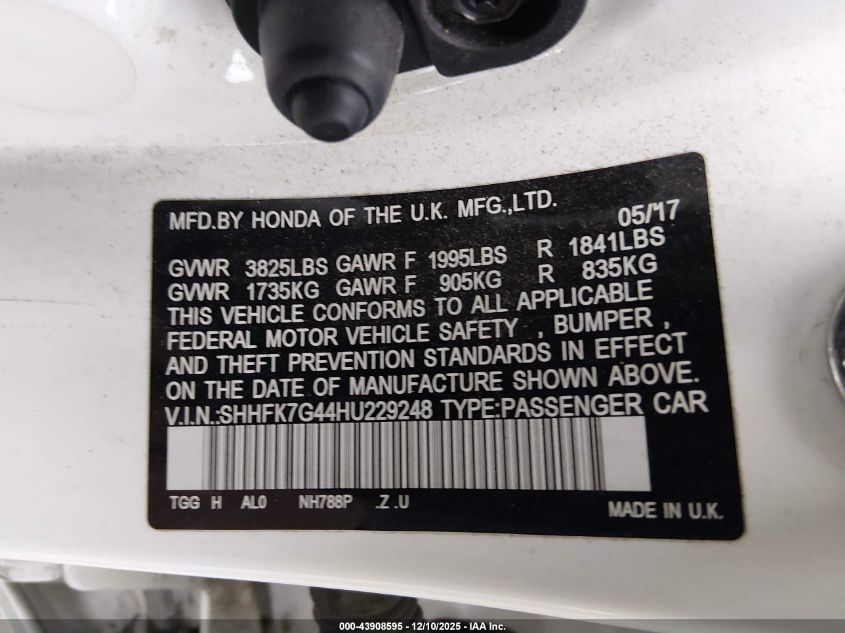 MFD.BY HONDA OF THE U.K. MFG.,LTD. 05/'17
GVWR 3825LBS GAWR F 1995LBS R 1841LBS
GVWR 1735KG GAWR F 905KG R 835KG
THIS VEHICLE CONFORMS TO ALL APPLICABLE
FEDERAL MOTOR VEHICLE SAFETY , BUMPER ,
AND THEFT PREVENTION STANDARDS IN EFFECT
ON THE DATE OF MANUFACTURE SHOWN ABOVE.
V.I.N.:SHHFK7G44HU229248 TYPE:PASSENGER CAR
TGG H AL0 NH788P .Z .U MADE IN U.K.
000-43908595 - 12/10/2025 - IAA Inc.